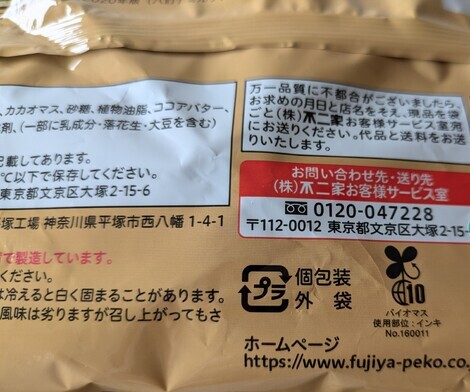 、カカオマス、砂糖、植物油脂、ココアバター、
剤、(一部に乳成分・落花生・大豆を含む)
記載してあります。
℃以下で保存してください。
東京都文京区大塚2-15-6
塚工場 神奈川県平塚市西八幡 1-4-1
で製造しています。
は冷えると白く固まることがあります。
風味は劣りますが召し上がってもさ
万一品質に不都合がございましたら、
お求めの月日と店名を添え、現品を袋
ごと(株)不二家お客様サービス室宛
にお送りください。代品と送料をお送
りいたします。
お問い合わせ先・送り先
(株)不二家お客様サービス室
0120-047228
〒112-0012 東京都文京区大塚2-15-
プラ
個包装
外 袋
10
バイオマス
使用部位:インキ
No.160011
ホームページ
https://www.fujiya-peko.co.